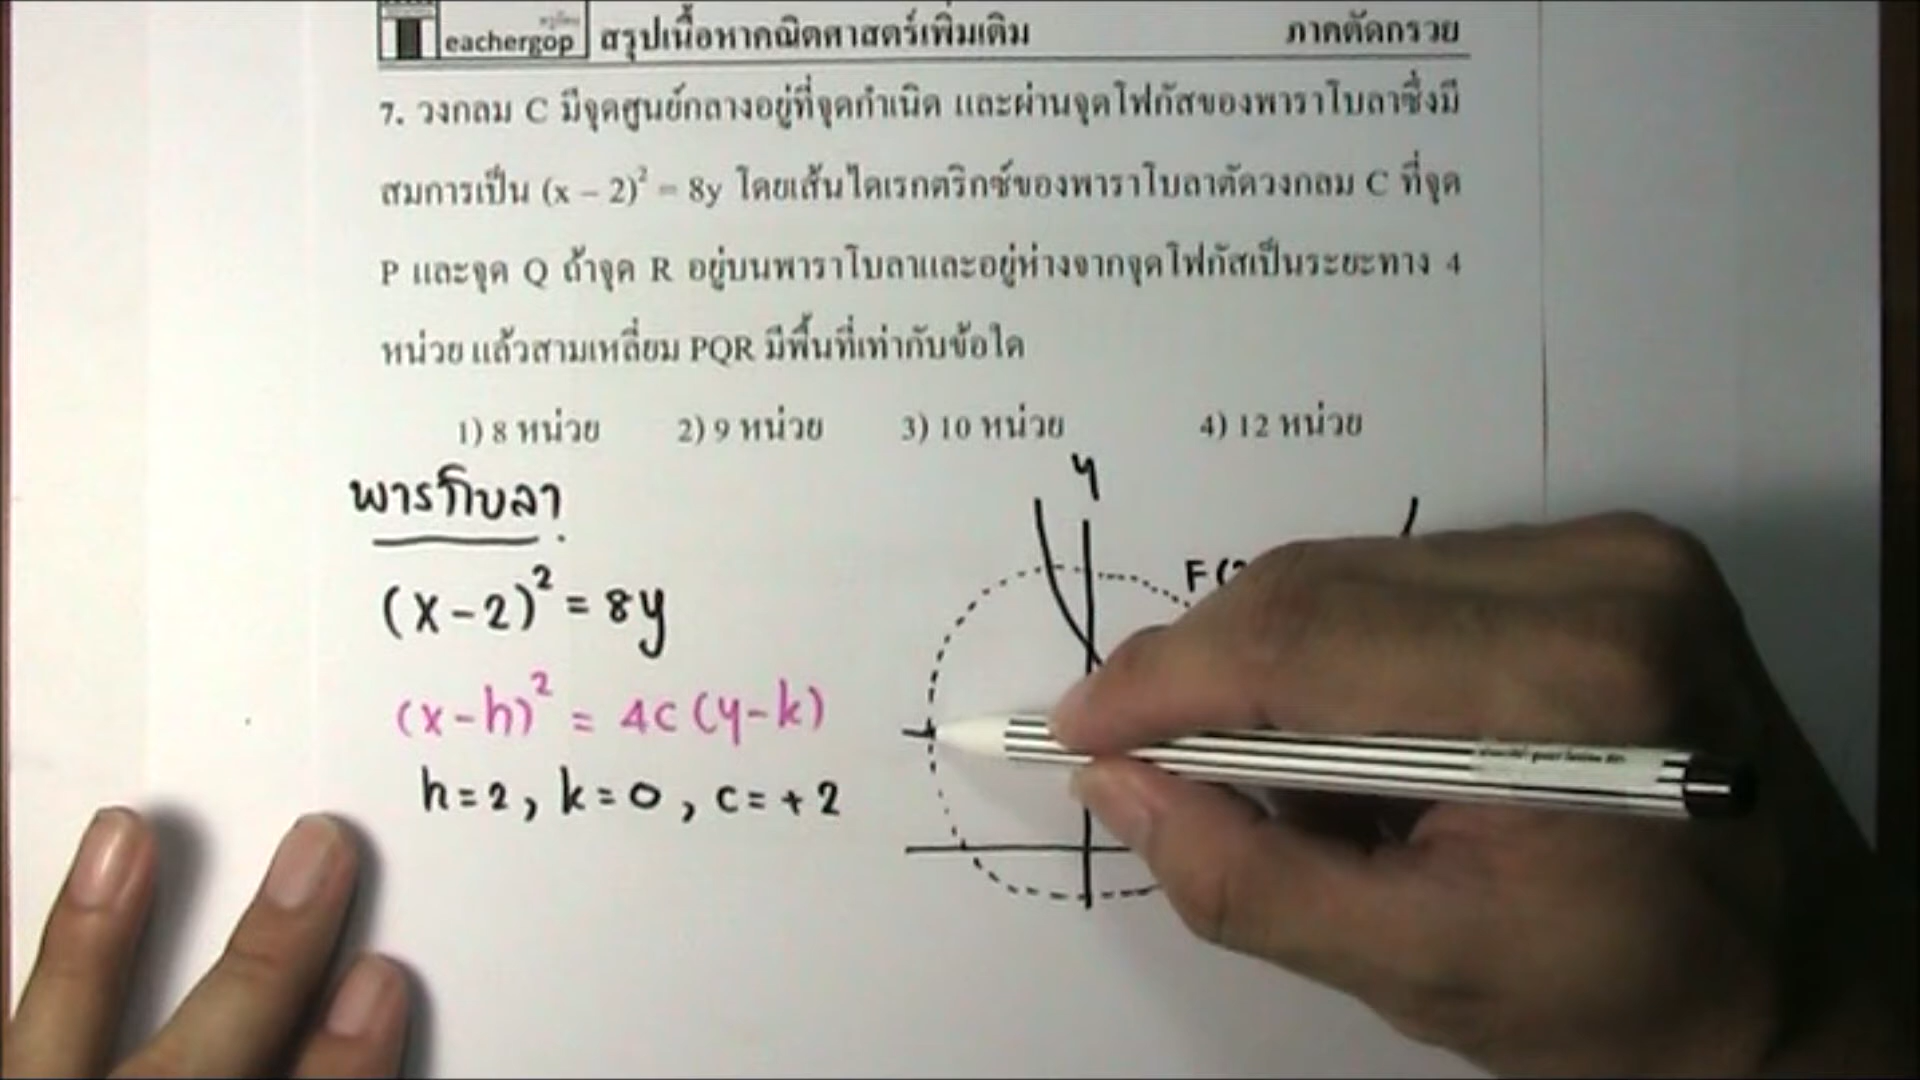 eachergop สรุปเนื้อหาคณิตศาสตร์เพิ่มเติม ภาคตัดกรวย
7. วงกลม C มีจุดศูนย์กลางอยู่ที่จุดกำเนิด และผ่านจุดโฟกัสของพาราโบลาซึ่งมี
สมการเป็น (x – 2)² = 8y โดยเส้นไดเรกตริกซ์ของพาราโบลาตัดวงกลม C ที่จุด
P และจุด Q ถ้าจุด R อยู่บนพาราโบลาและอยู่ห่างจากจุดโฟกัสเป็นระยะทาง 4
หน่วย แล้วสามเหลี่ยม PQR มีพื้นที่เท่ากับข้อใด
1) 8 หน่วย 2) 9 หน่วย 3) 10 หน่วย 4) 12 หน่วย
พาราโบลา
(x-2)² = 8y
(x-h)² = 4c(y-k)
h=2, k=0, c=+2
y
F(2